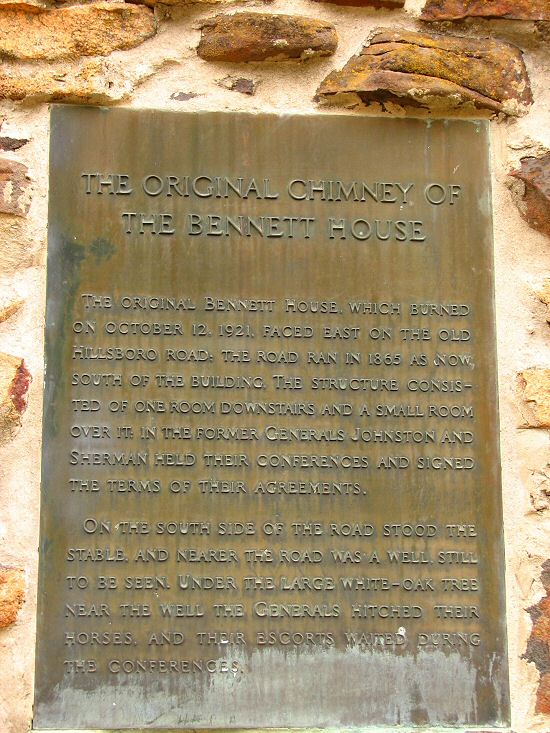 THE ORIGINAL CHIMNEY OF
THE BENNETT HOUSE
THE ORIGINAL BENNETT HOUSE, WHICH BURNED
ON OCTOBER 12, 1921, FACED EAST ON THE OLD
HILLSBORO ROAD; THE ROAD RAN IN 1865 AS NOW,
SOUTH OF THE BUILDING. THE STRUCTURE CONSIS-
TED OF ONE ROOM DOWNSTAIRS AND A SMALL ROOM
OVER IT; IN THE FORMER GENERALS JOHNSTON AND
SHERMAN HELD THEIR CONFERENCES AND SIGNED
THE TERMS OF THEIR AGREEMENTS.
ON THE SOUTH SIDE OF THE ROAD STOOD THE
STABLE, AND NEARER THE ROAD WAS A WELL, STILL
TO BE SEEN. UNDER THE LARGE WHITE-OAK TREE
NEAR THE WELL THE GENERALS HITCHED THEIR
HORSES, AND THEIR ESCORTS WAITED DURING
THE CONFERENCES.